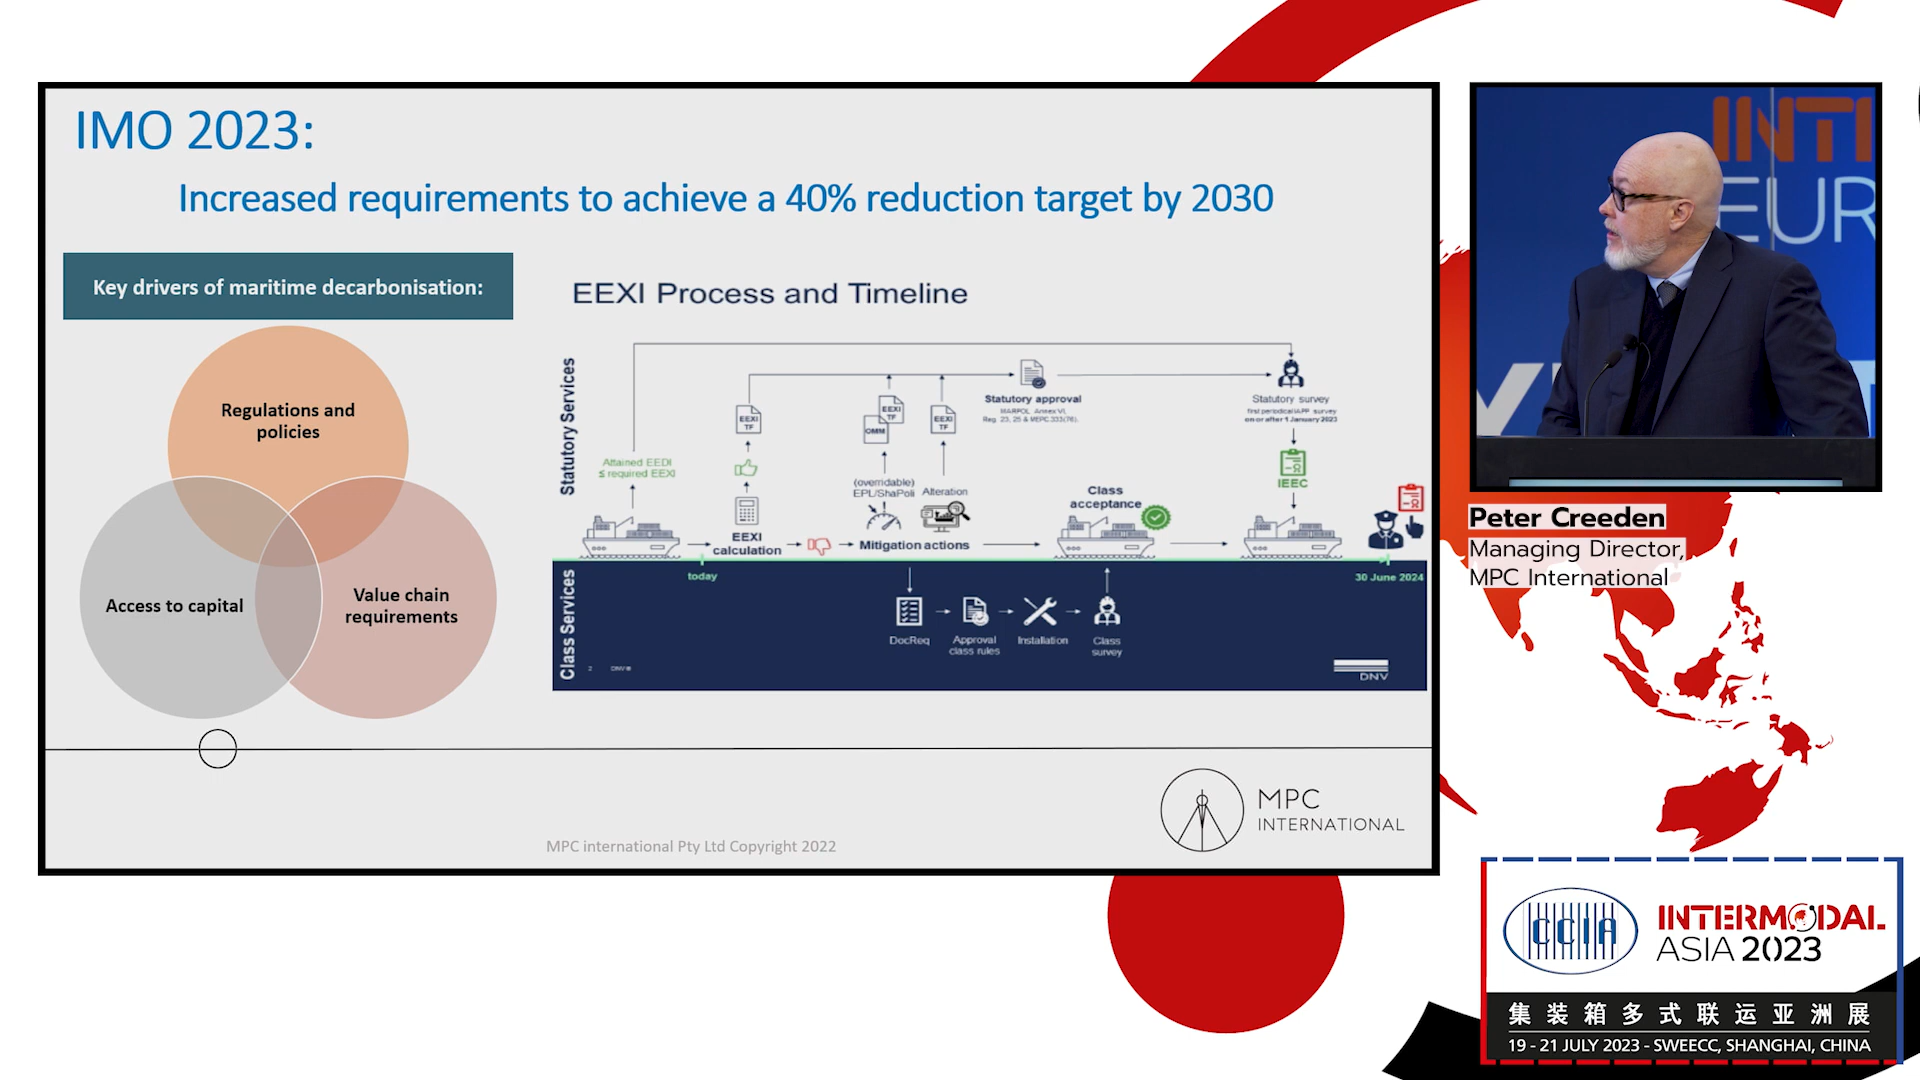 IMO 2023:
Increased requirements to achieve a 40% reduction target by 2030
Key drivers of maritime decarbonisation:
Regulations and
policies
Access to capital
Value chain
requirements
EEXI Process and Timeline
Statutory Services
Attained EEDI
≤ required EEXI
EEXI
TF
EEXI
calculation
EEXI
TF
OMM
(overridable)
EPL/ShaPoli
EEXI
TF
Alteration
Mitigation actions
Statutory approval
MARPOL Annex VI,
Reg. 23, 25 & MEPC.333(76).
Class
acceptance
Statutory survey
first periodical IAPP survey
on or after 1 January 2023
IEEC
today
30 June 2024
Class Services
DocReq
Approval
class rules
Installation
Class
survey
2 DNV®
DNV
MPC
INTERNATIONAL
MPC international Pty Ltd Copyright 2022
INTE
EUR
Peter Creeden
Managing Director,
MPC International
CCIA
INTERMODAL
ASIA 2023
集装箱多式联运亚洲展
19 - 21 JULY 2023 - SWEECC, SHANGHAI, CHINA